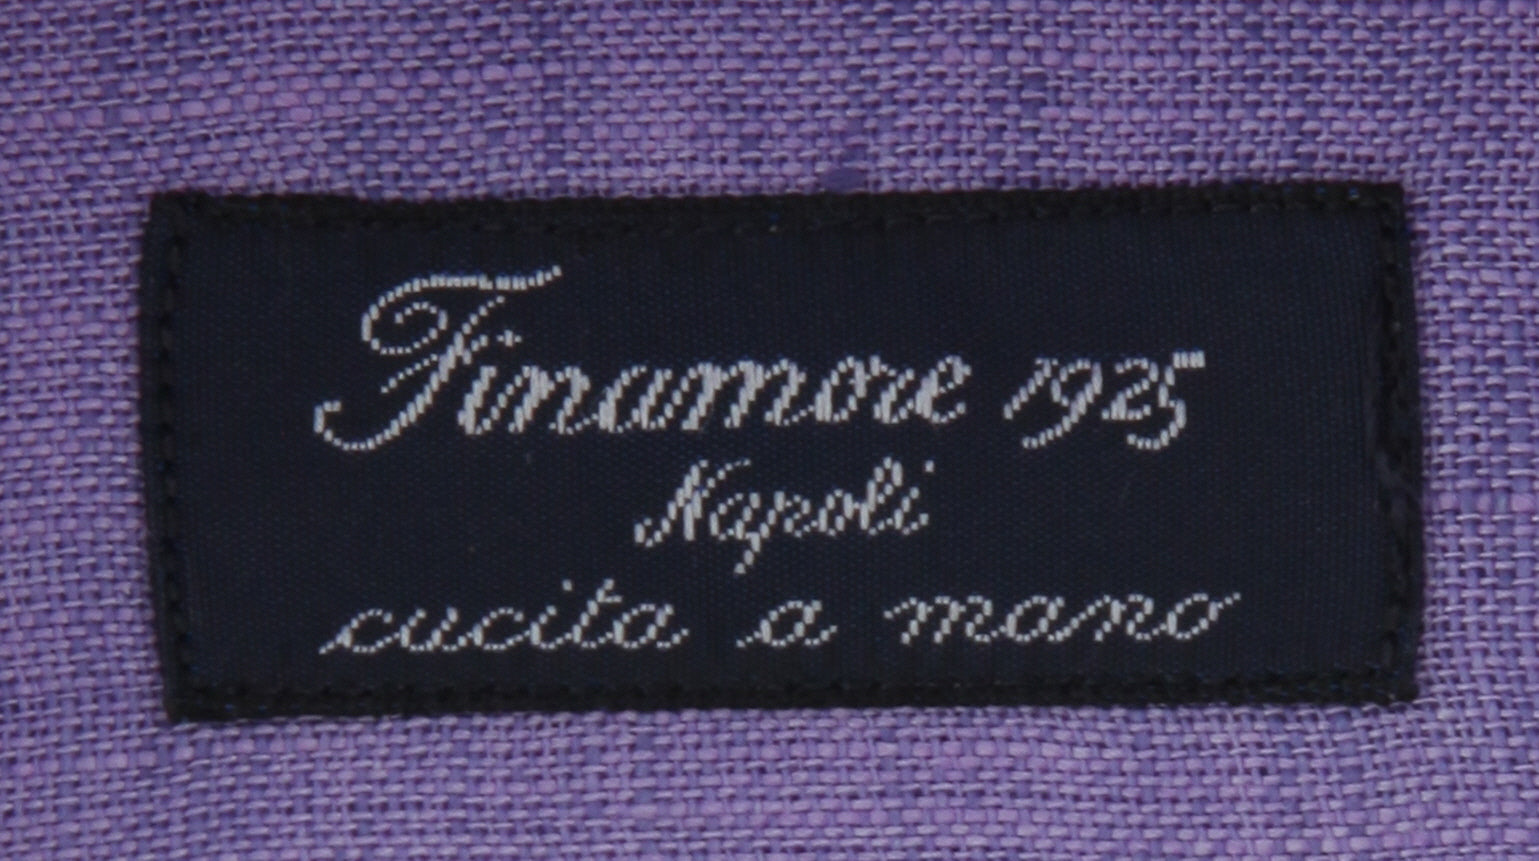 Finamore 1925
Napoli
cucita a mano